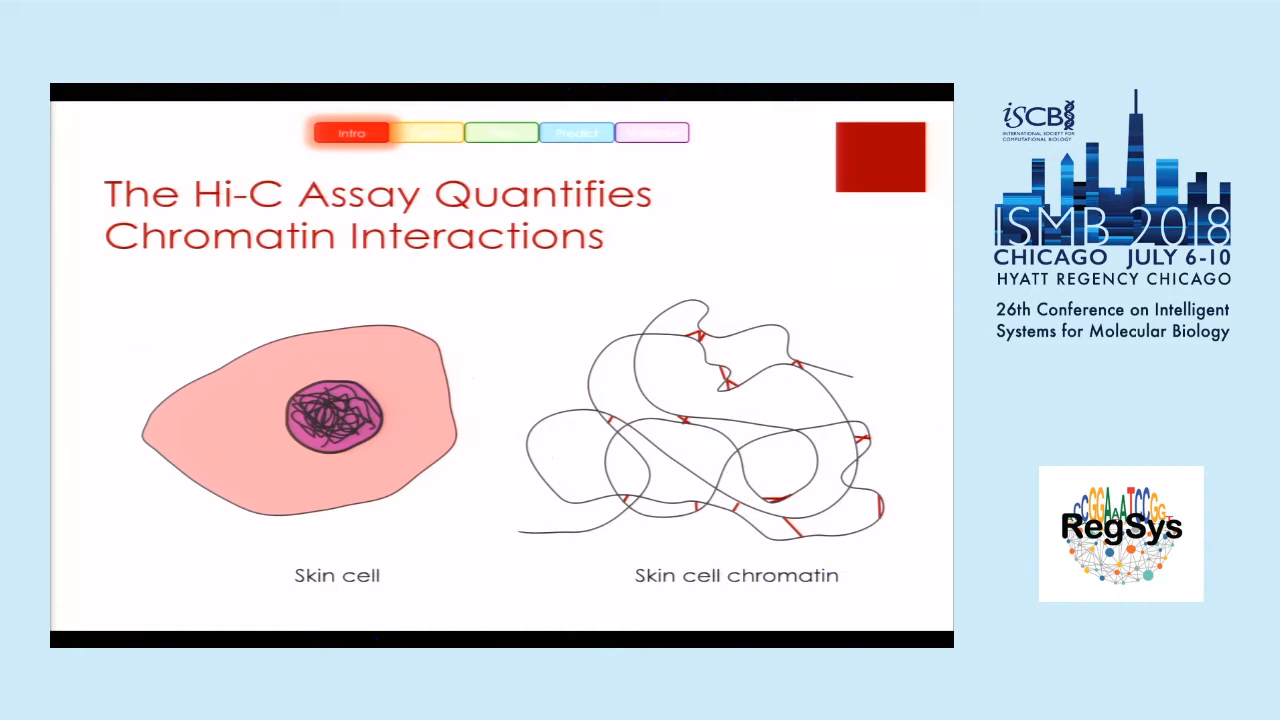 Intro
Predict
The Hi-C Assay Quantifies
Chromatin Interactions
Skin cell
Skin cell chromatin
iSCB
INTERNATIONAL SOCIETY FOR
COMPUTATIONAL BIOLOGY
ISMB 2018
CHICAGO JULY 6-10
HYATT REGENCY CHICAGO
26th Conference on Intelligent
Systems for Molecular Biology
RegSys